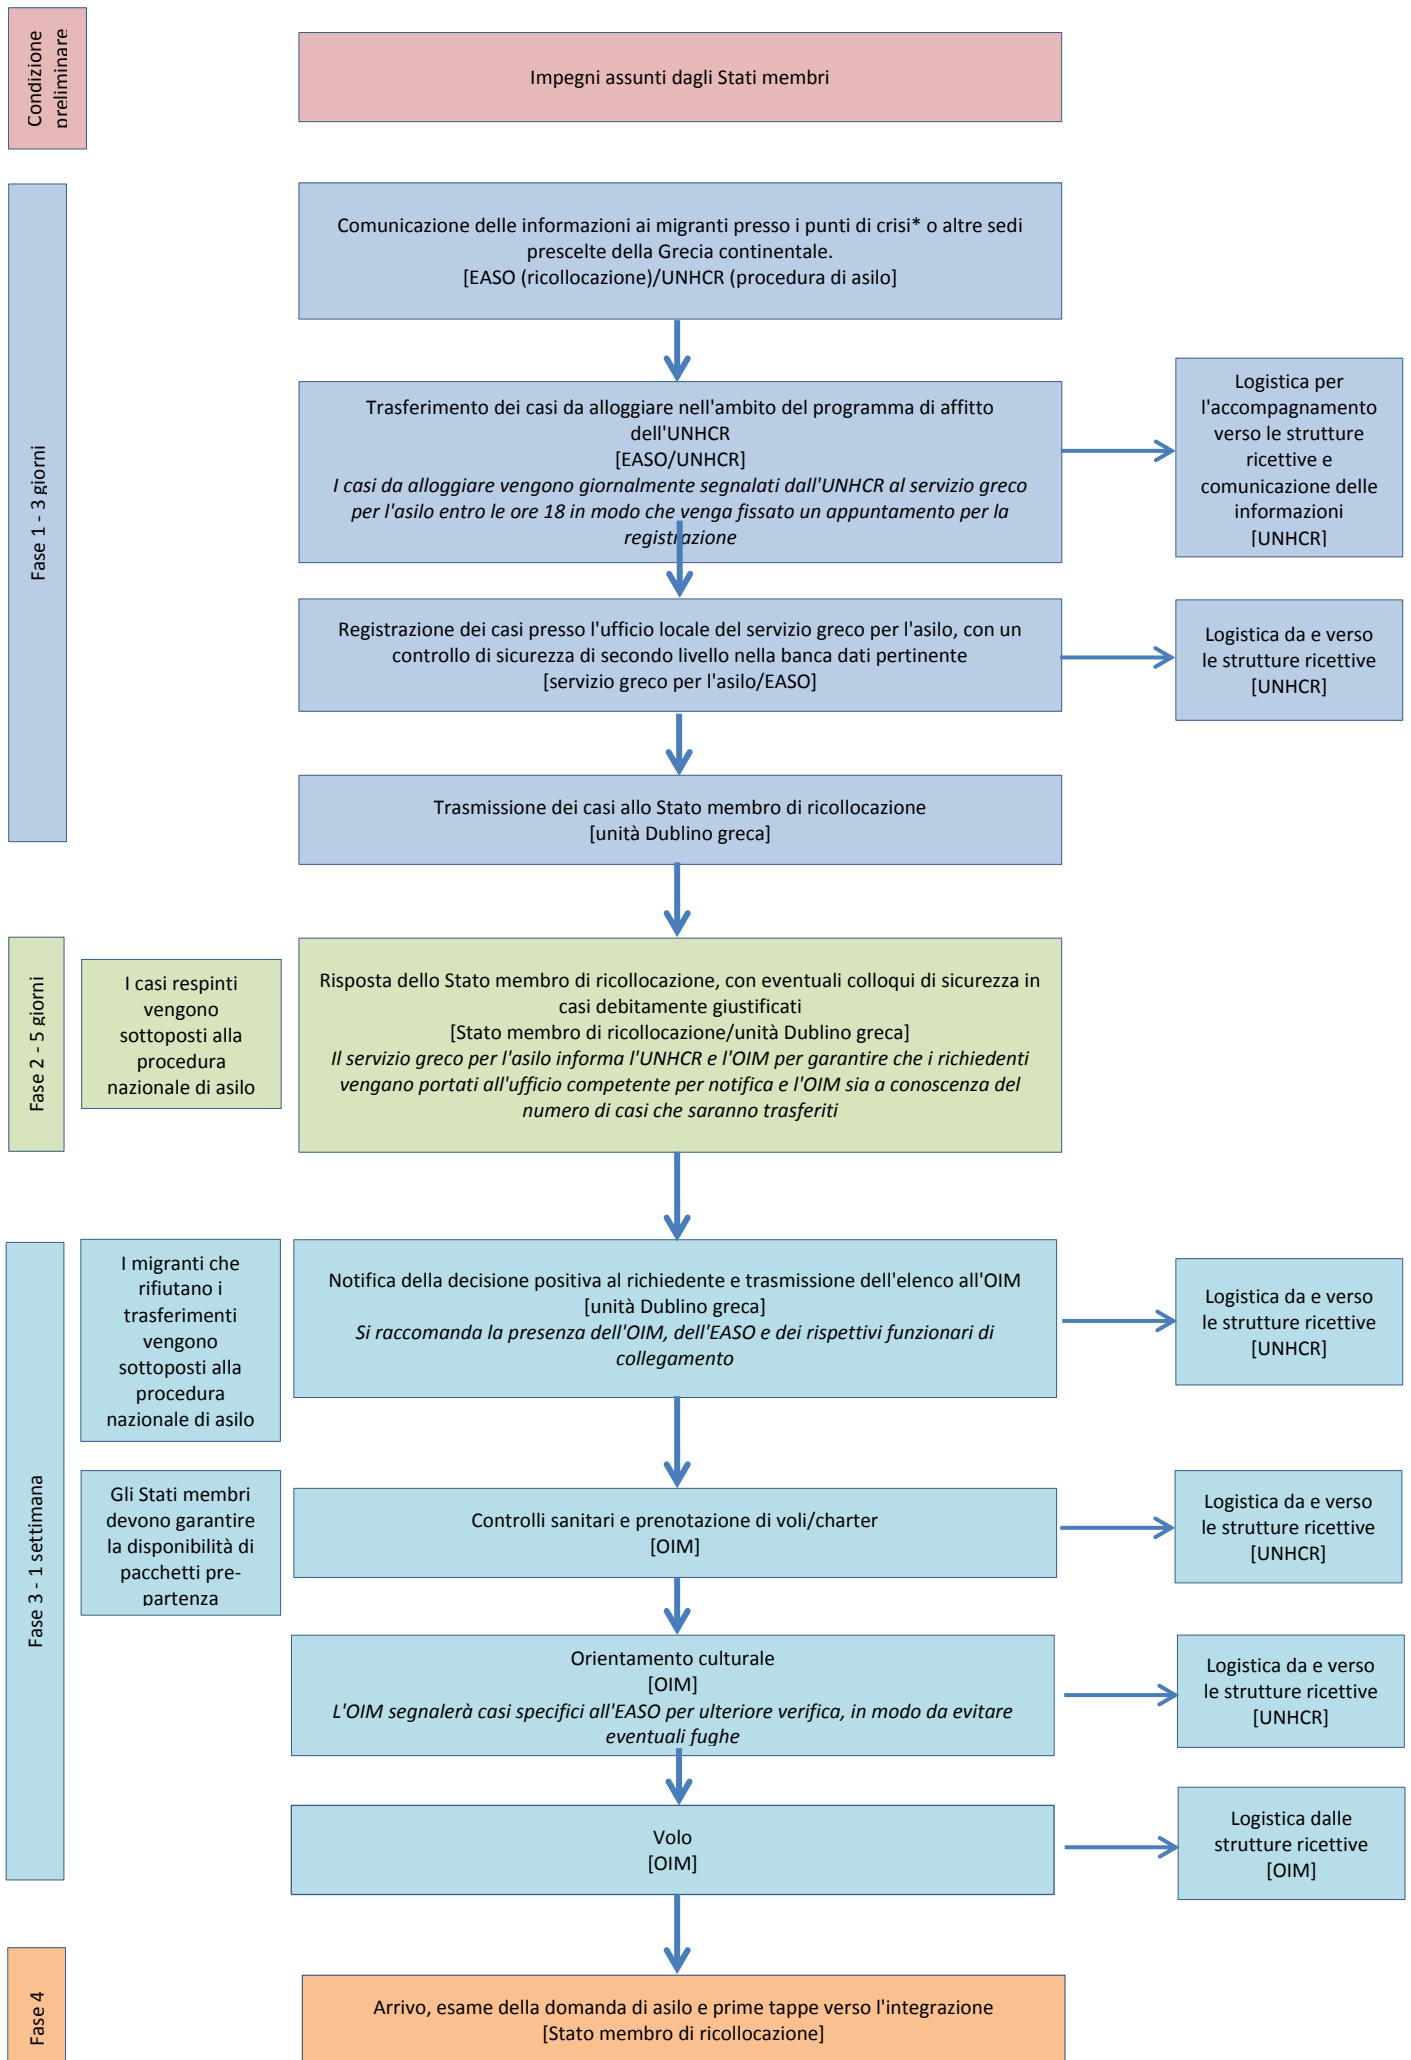 Condizione
preliminare
Impegni assunti dagli Stati membri
Fase 1 - 3 giorni
Comunicazione delle informazioni ai migranti presso i punti di crisi* o altre sedi
prescelte della Grecia continentale.
[EASO (ricollocazione)/UNHCR (procedura di asilo]
Trasferimento dei casi da alloggiare nell'ambito del programma di affitto
dell'UNHCR
[EASO/UNHCR]
I casi da alloggiare vengono giornalmente segnalati dall'UNHCR al servizio greco
per l'asilo entro le ore 18 in modo che venga fissato un appuntamento per la
registrazione
Logistica per
l'accompagnamento
verso le strutture
ricettive e
comunicazione delle
informazioni
[UNHCR]
Registrazione dei casi presso l'ufficio locale del servizio greco per l'asilo, con un
controllo di sicurezza di secondo livello nella banca dati pertinente
[servizio greco per l'asilo/EASO]
Logistica da e verso
le strutture ricettive
[UNHCR]
Trasmissione dei casi allo Stato membro di ricollocazione
[unità Dublino greca]
Fase 2 - 5 giorni
I casi respinti
vengono
sottoposti alla
procedura
nazionale di asilo
Risposta dello Stato membro di ricollocazione, con eventuali colloqui di sicurezza in
casi debitamente giustificati
[Stato membro di ricollocazione/unità Dublino greca]
Il servizio greco per l'asilo informa l'UNHCR e l'OIM per garantire che i richiedenti
vengano portati all'ufficio competente per notifica e l'OIM sia a conoscenza del
numero di casi che saranno trasferiti
Fase 3 - 1 settimana
I migranti che
rifiutano i
trasferimenti
vengono
sottoposti alla
procedura
nazionale di asilo
Notifica della decisione positiva al richiedente e trasmissione dell'elenco all'OIM
[unità Dublino greca]
Si raccomanda la presenza dell'OIM, dell'EASO e dei rispettivi funzionari di
collegamento
Logistica da e verso
le strutture ricettive
[UNHCR]
Gli Stati membri
devono garantire
la disponibilità di
pacchetti pre-
partenza
Controlli sanitari e prenotazione di voli/charter
[OIM]
Logistica da e verso
le strutture ricettive
[UNHCR]
Orientamento culturale
[OIM]
L'OIM segnalerà casi specifici all'EASO per ulteriore verifica, in modo da evitare
eventuali fughe
Logistica da e verso
le strutture ricettive
[UNHCR]
Volo
[OIM]
Logistica dalle
strutture ricettive
[OIM]
Fase 4
Arrivo, esame della domanda di asilo e prime tappe verso l'integrazione
[Stato membro di ricollocazione]